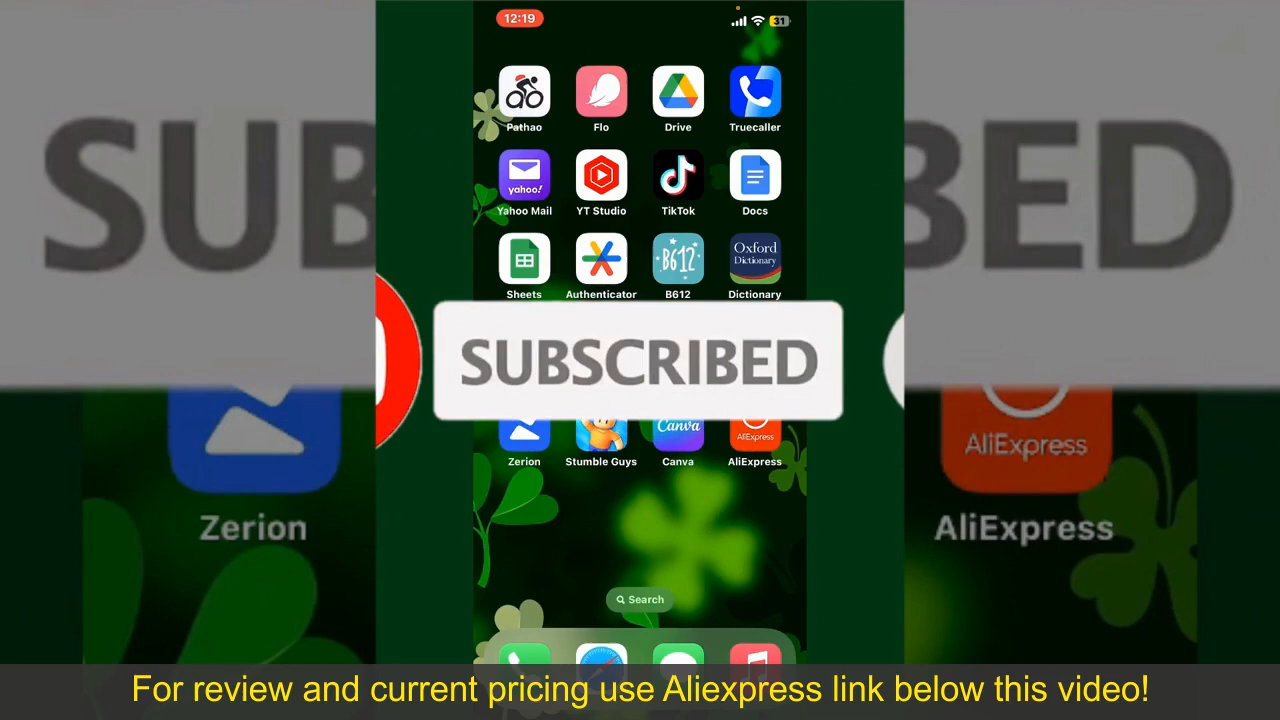 12:19
31
Pathao
Flo
Drive
Truecaller
yahoo!
Yahoo Mail
YT Studio
TikTok
Docs
B612
Oxford
Dictionary
Sheets
Authenticator
B612
Dictionary
SUB
BED
SUBSCRIBED
Canva
AliExpress
Zerion
Stumble Guys
Canva
AliExpress
AliExpress
Zerion
AliExpress
Search
For review and current pricing use Aliexpress link below this video!